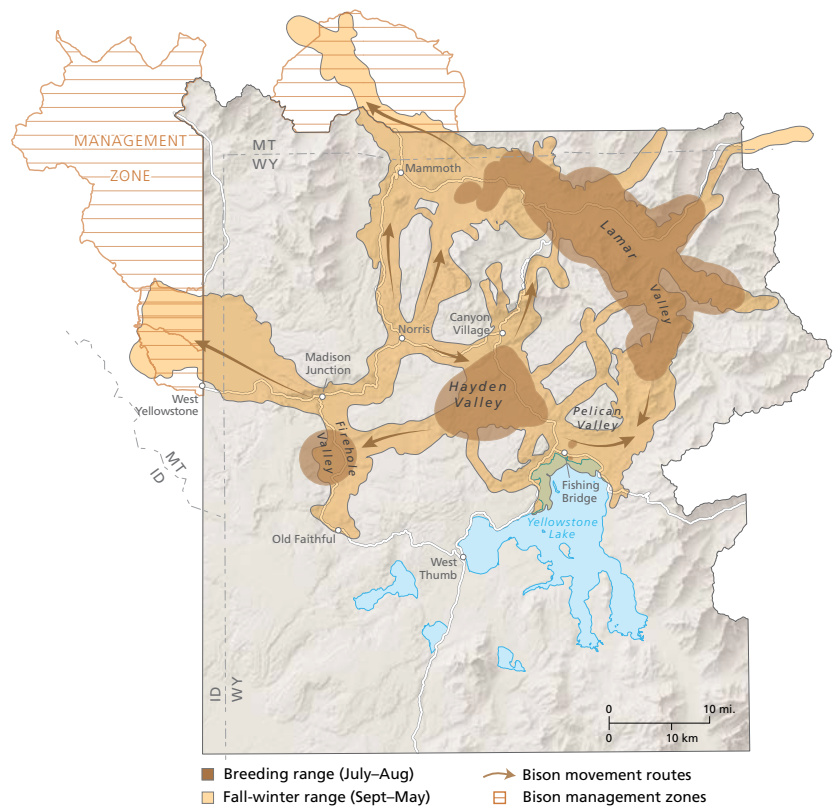 MANAGEMENT
ZONE
MT
WY
Mammoth
Lamar
Valley
Canyon
Village
Norris
Madison
Junction
Hayden
Valley
West
Yellowstone
Pelican
Valley
Firehole
Valley
MT
ID
Fishing
Bridge
Old Faithful
Yellowstone
Lake
West
Thumb
ID
WY
0 10 mi.
0 10 km
Breeding range (July–Aug)
Bison movement routes
Fall-winter range (Sept–May)
Bison management zones